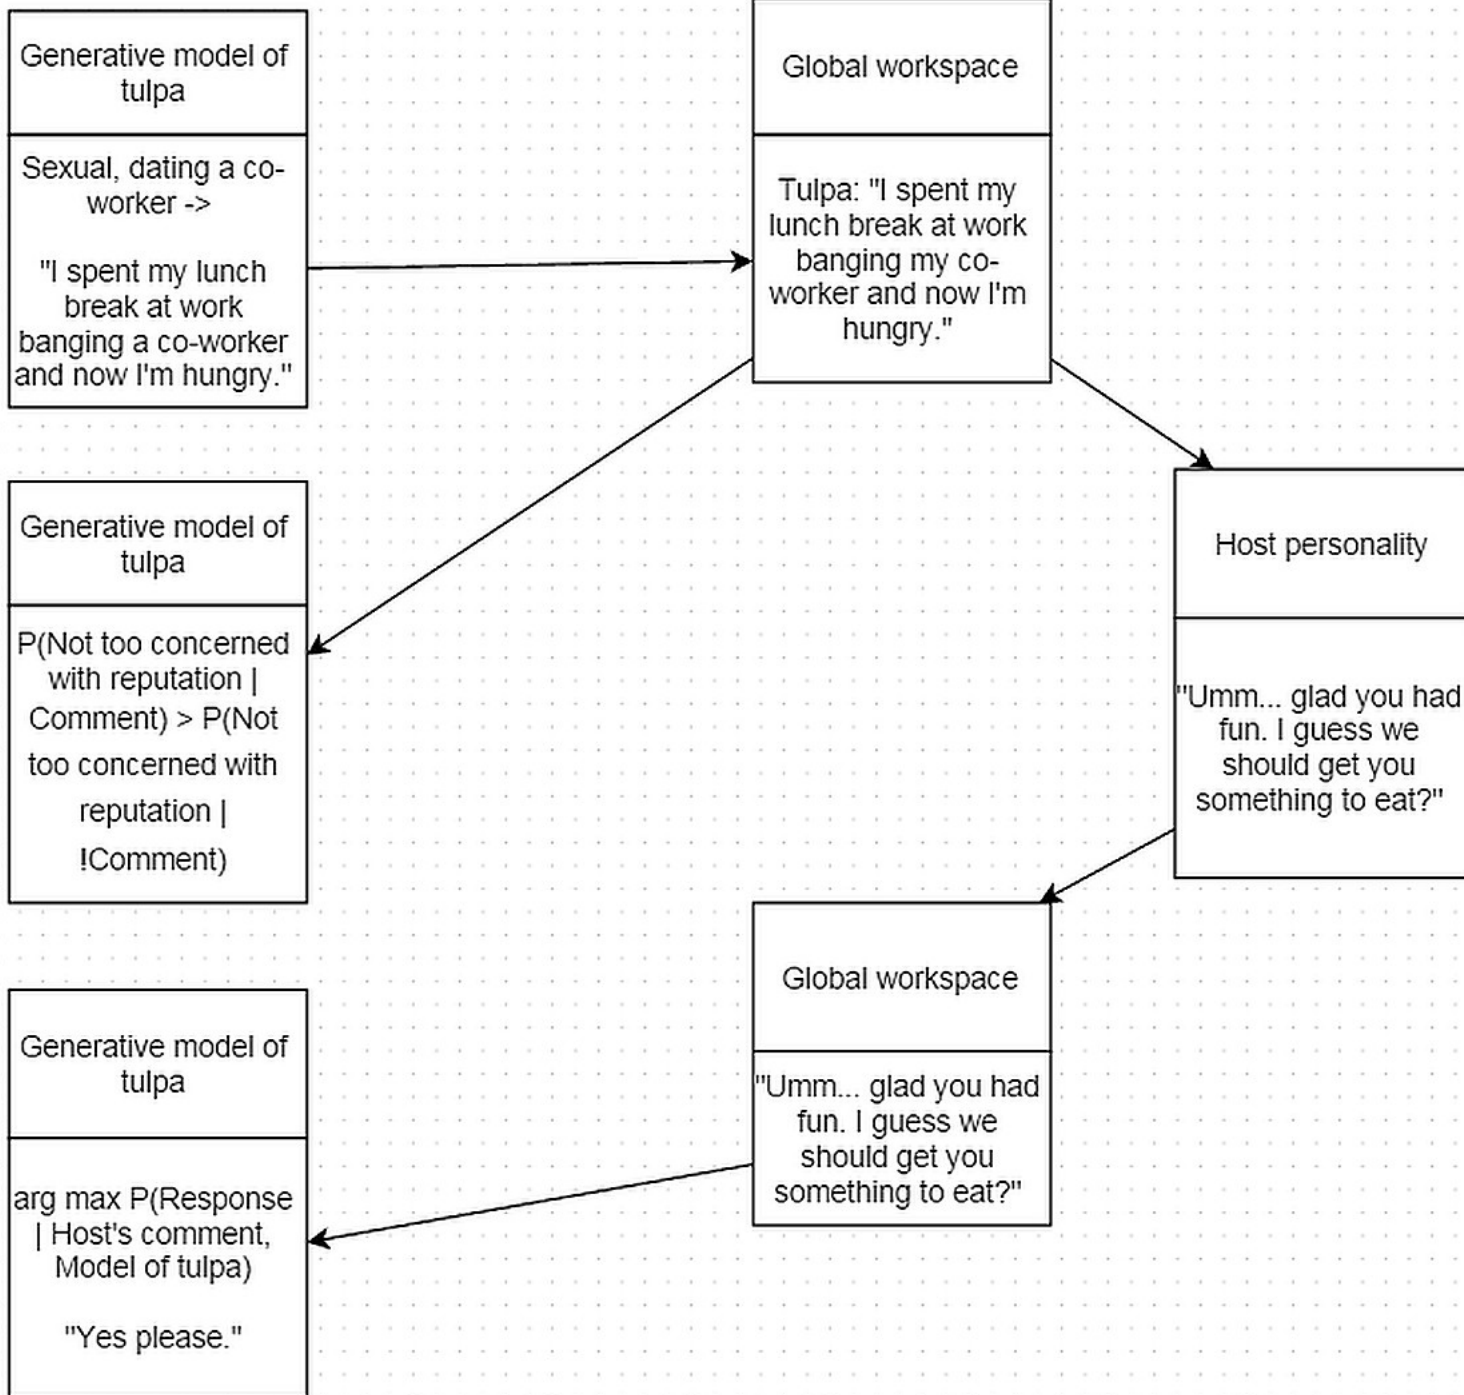 Generative model of
tulpa
Sexual, dating a co-
worker ->
"I spent my lunch
break at work
banging a co-worker
and now I'm hungry."
Global workspace
Tulpa: "I spent my
lunch break at work
banging my co-
worker and now I'm
hungry."
Generative model of
tulpa
P(Not too concerned
with reputation |
Comment) > P(Not
too concerned with
reputation |
!Comment)
Host personality
"Umm... glad you had
fun. I guess we
should get you
something to eat?"
Global workspace
"Umm... glad you had
fun. I guess we
should get you
something to eat?"
Generative model of
tulpa
arg max P(Response
| Host's comment,
Model of tulpa)
"Yes please."